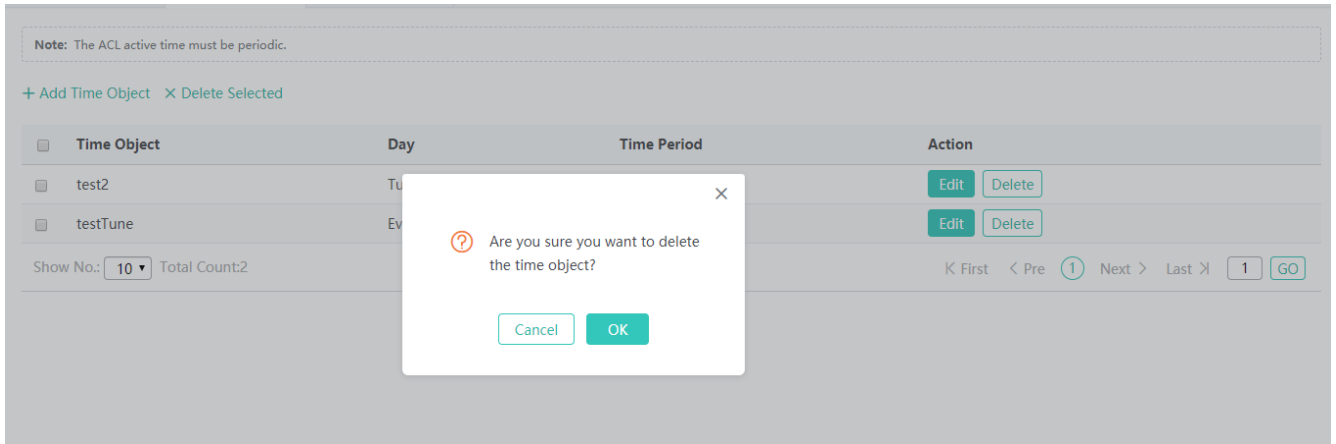 Note: The ACL active time must be periodic.
+ Add Time Object × Delete Selected
Time Object Day Time Period Action
test2 Tu Edit Delete
testTune Ev Edit Delete
Are you sure you want to delete
the time object?
Cancel OK
Show No.: 10 Total Count:2 First Pre 1 Next Last 1 GO